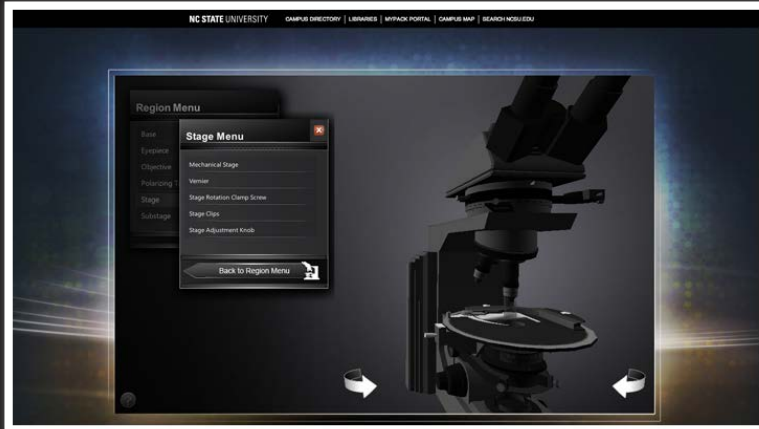 NC STATE UNIVERSITY CAMPUS DIRECTORY | LIBRARIES | MYPACK PORTAL | CAMPUS MAP | SEARCH NCSU.EDU
Region Menu
Base
Eyepiece
Objective
Polarizing
Stage
Substage
Stage Menu
Mechanical Stage
Vernier
Stage Rotation Clamp Screw
Stage Clips
Stage Adjustment Knob
Back to Region Menu